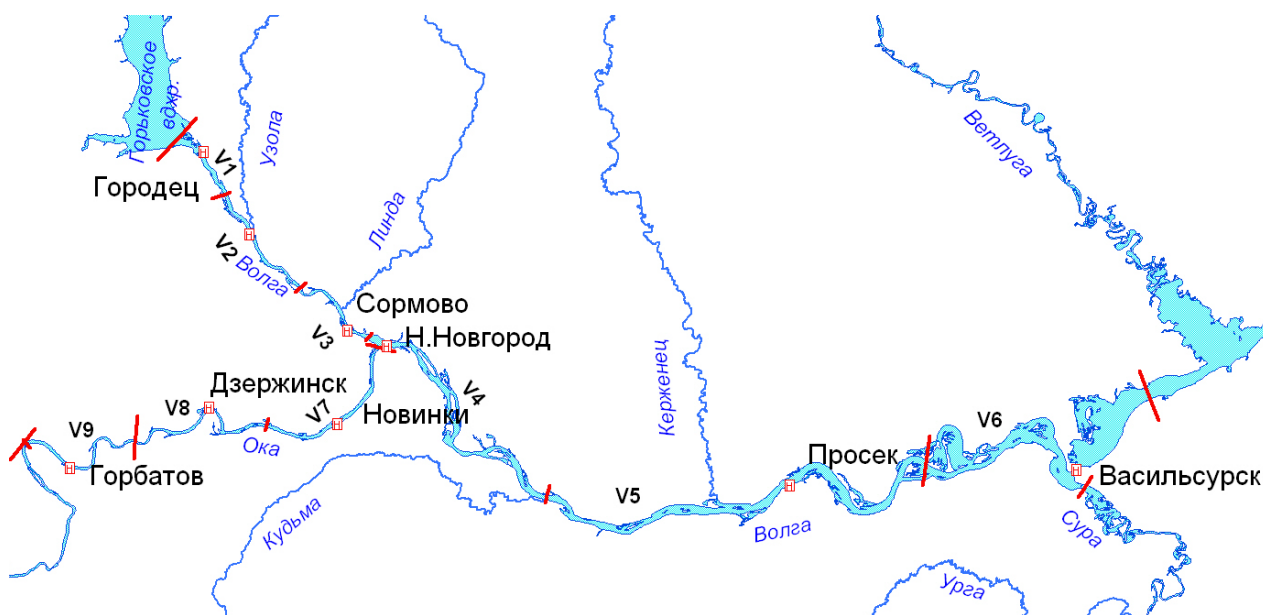 Горьковское
вдхр.
Узола
Ветлуга
V1
Городец
Линда
V2
Волга
Сормово
V3
Н.Новгород
Керженец
Дзержинск
V4
V8
V7
Новинки
V9
Ока
V6
Просек
Горбатов
Васильсурск
V5
Кудьма
Волга
Сура
Урга
Н
Н
Н
Н
Н
Н
Н
Н
Н